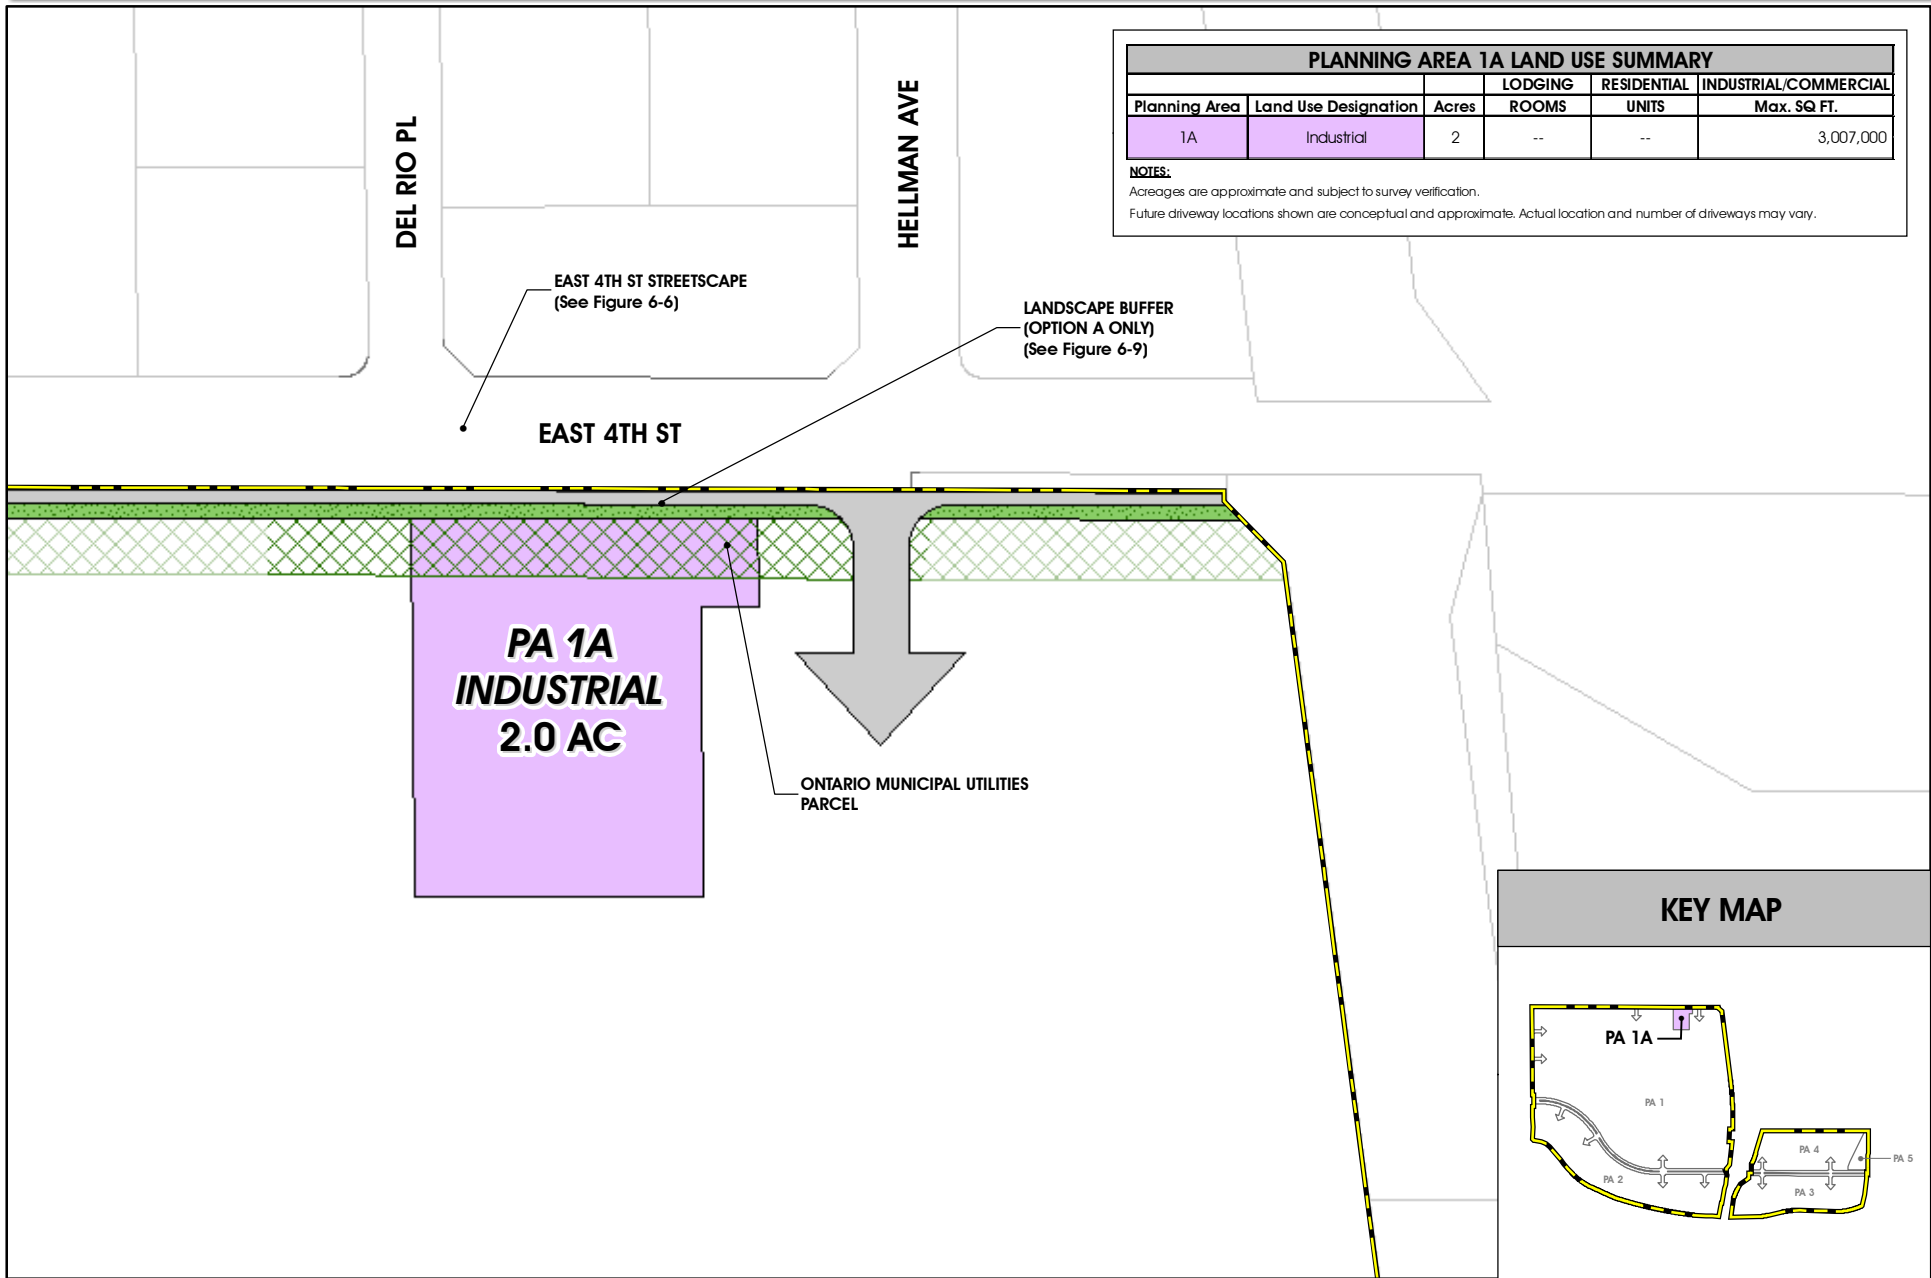 PLANNING AREA 1A LAND USE SUMMARY
LODGING RESIDENTIAL INDUSTRIAL/COMMERCIAL
Planning Area Land Use Designation Acres ROOMS UNITS Max. SQ FT.
1A Industrial 2 -- -- 3,007,000
NOTES:
Acreages are approximate and subject to survey verification.
Future driveway locations shown are conceptual and approximate. Actual location and number of driveways may vary.
DEL RIO PL
HELLMAN AVE
EAST 4TH ST STREETSCAPE
(See Figure 6-6)
LANDSCAPE BUFFER
(OPTION A ONLY)
(See Figure 6-9)
EAST 4TH ST
PA 1A
INDUSTRIAL
2.0 AC
ONTARIO MUNICIPAL UTILITIES
PARCEL
KEY MAP
PA 1A
PA 1
PA 4
PA 5
PA 2
PA 3